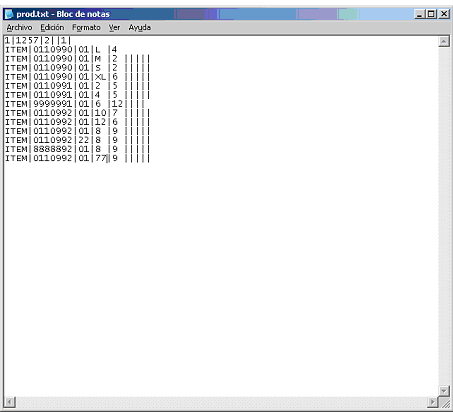 prod.txt - Bloc de notas
Archivo Edición Formato Ver Ayuda
1|1257|2||1|
ITEM|0110990|01|L |4
ITEM|0110990|01|M |2 |||||
ITEM|0110990|01|S |2 |||||
ITEM|0110990|01|XL|6 |||||
ITEM|0110991|01|2 |5 |||||
ITEM|0110991|01|4 |5 |||||
ITEM|9999991|01|6 |12||||
ITEM|0110992|01|10|7 |||||
ITEM|0110992|01|12|6 |||||
ITEM|0110992|01|8 |9 |||||
ITEM|0110992|22|8 |9 |||||
ITEM|8888892|01|8 |9 |||||
ITEM|0110992|01|77|9 |||||